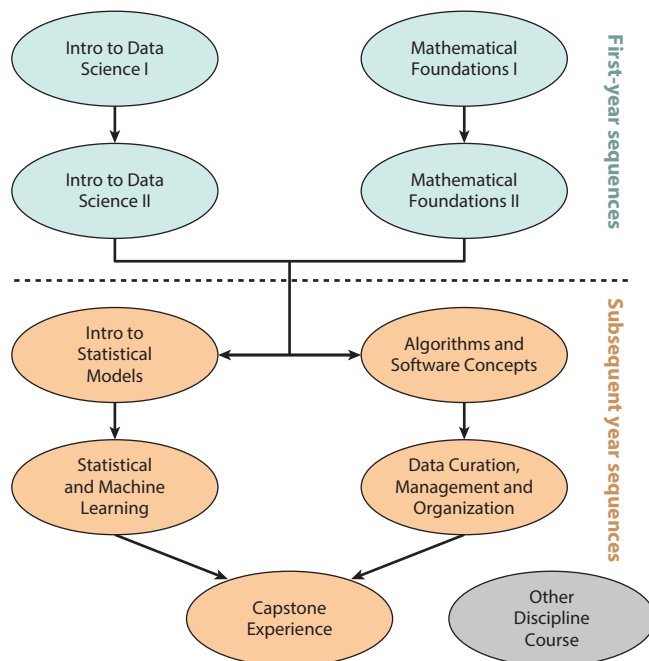 Intro to Data
Science I
Mathematical
Foundations I
First-year sequences
Intro to Data
Science II
Mathematical
Foundations II
Intro to
Statistical
Models
Algorithms and
Software Concepts
Subsequent year sequences
Statistical
and Machine
Learning
Data Curation,
Management and
Organization
Capstone
Experience
Other
Discipline
Course